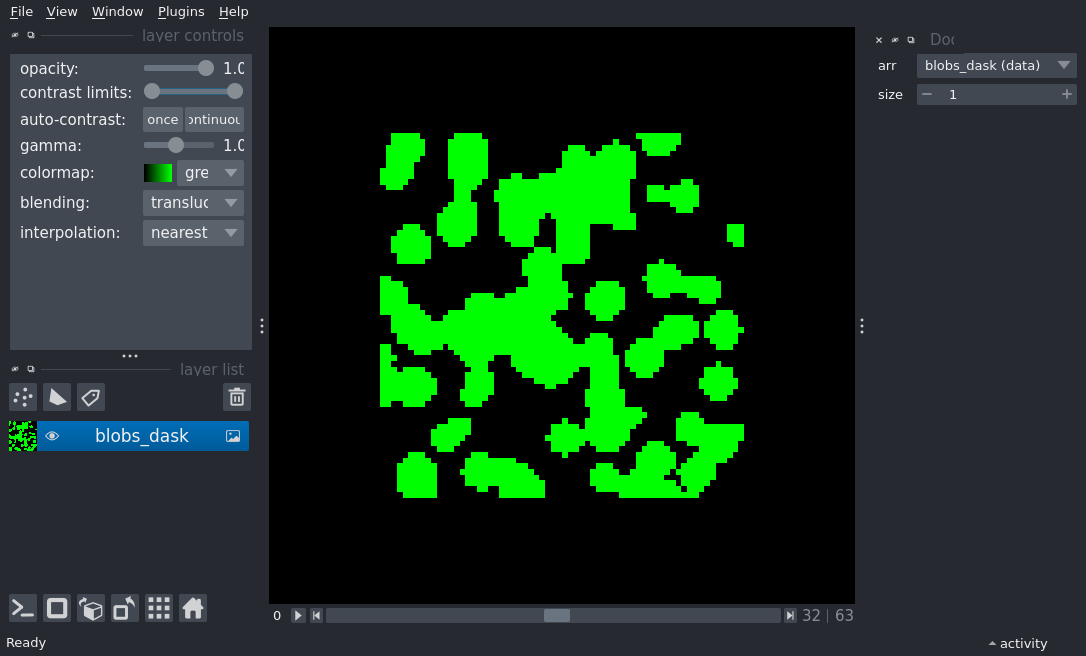 File View Window Plugins Help
layer controls
opacity: 1.0
contrast limits:
auto-contrast: once ontinuou
gamma: 1.0
colormap: gre
blending: transluc
interpolation: nearest
layer list
blobs_dask
0 32 | 63
Ready
Doc
arr blobs_dask (data)
size 1
activity